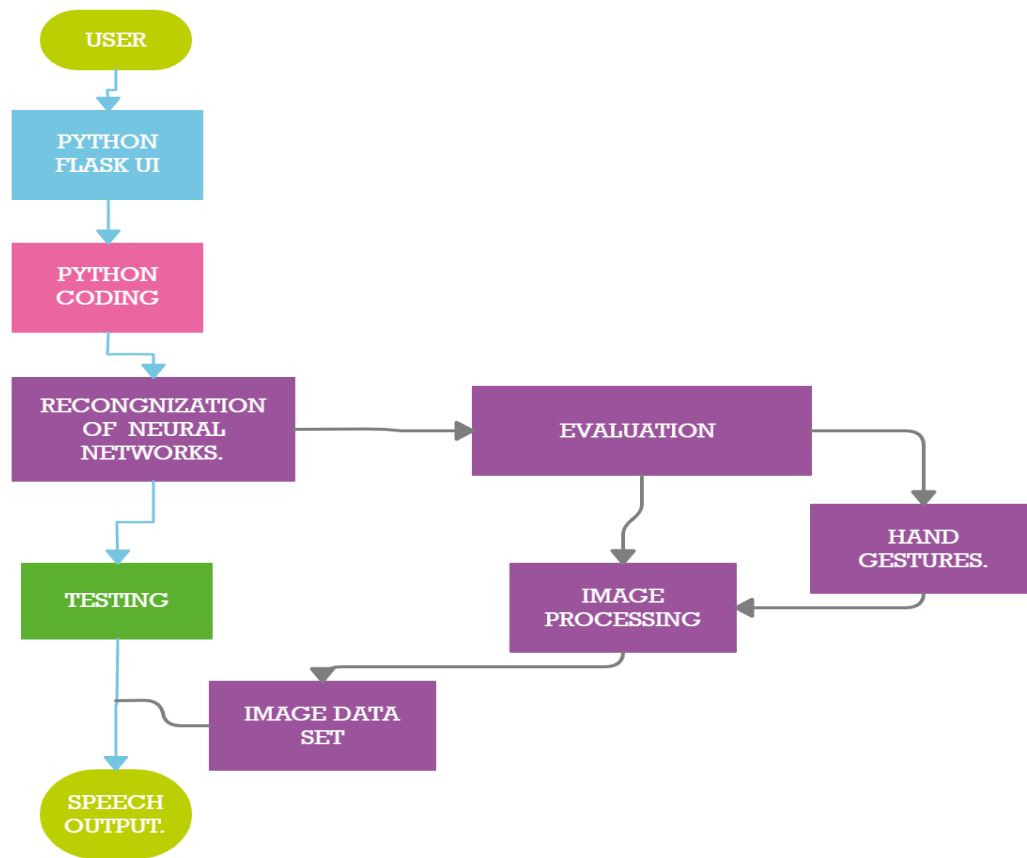 USER
PYTHON
FLASK UI
PYTHON
CODING
RECONGNIZATION
OF NEURAL
NETWORKS.
EVALUATION
HAND
GESTURES.
TESTING
IMAGE
PROCESSING
IMAGE DATA
SET
SPEECH
OUTPUT.